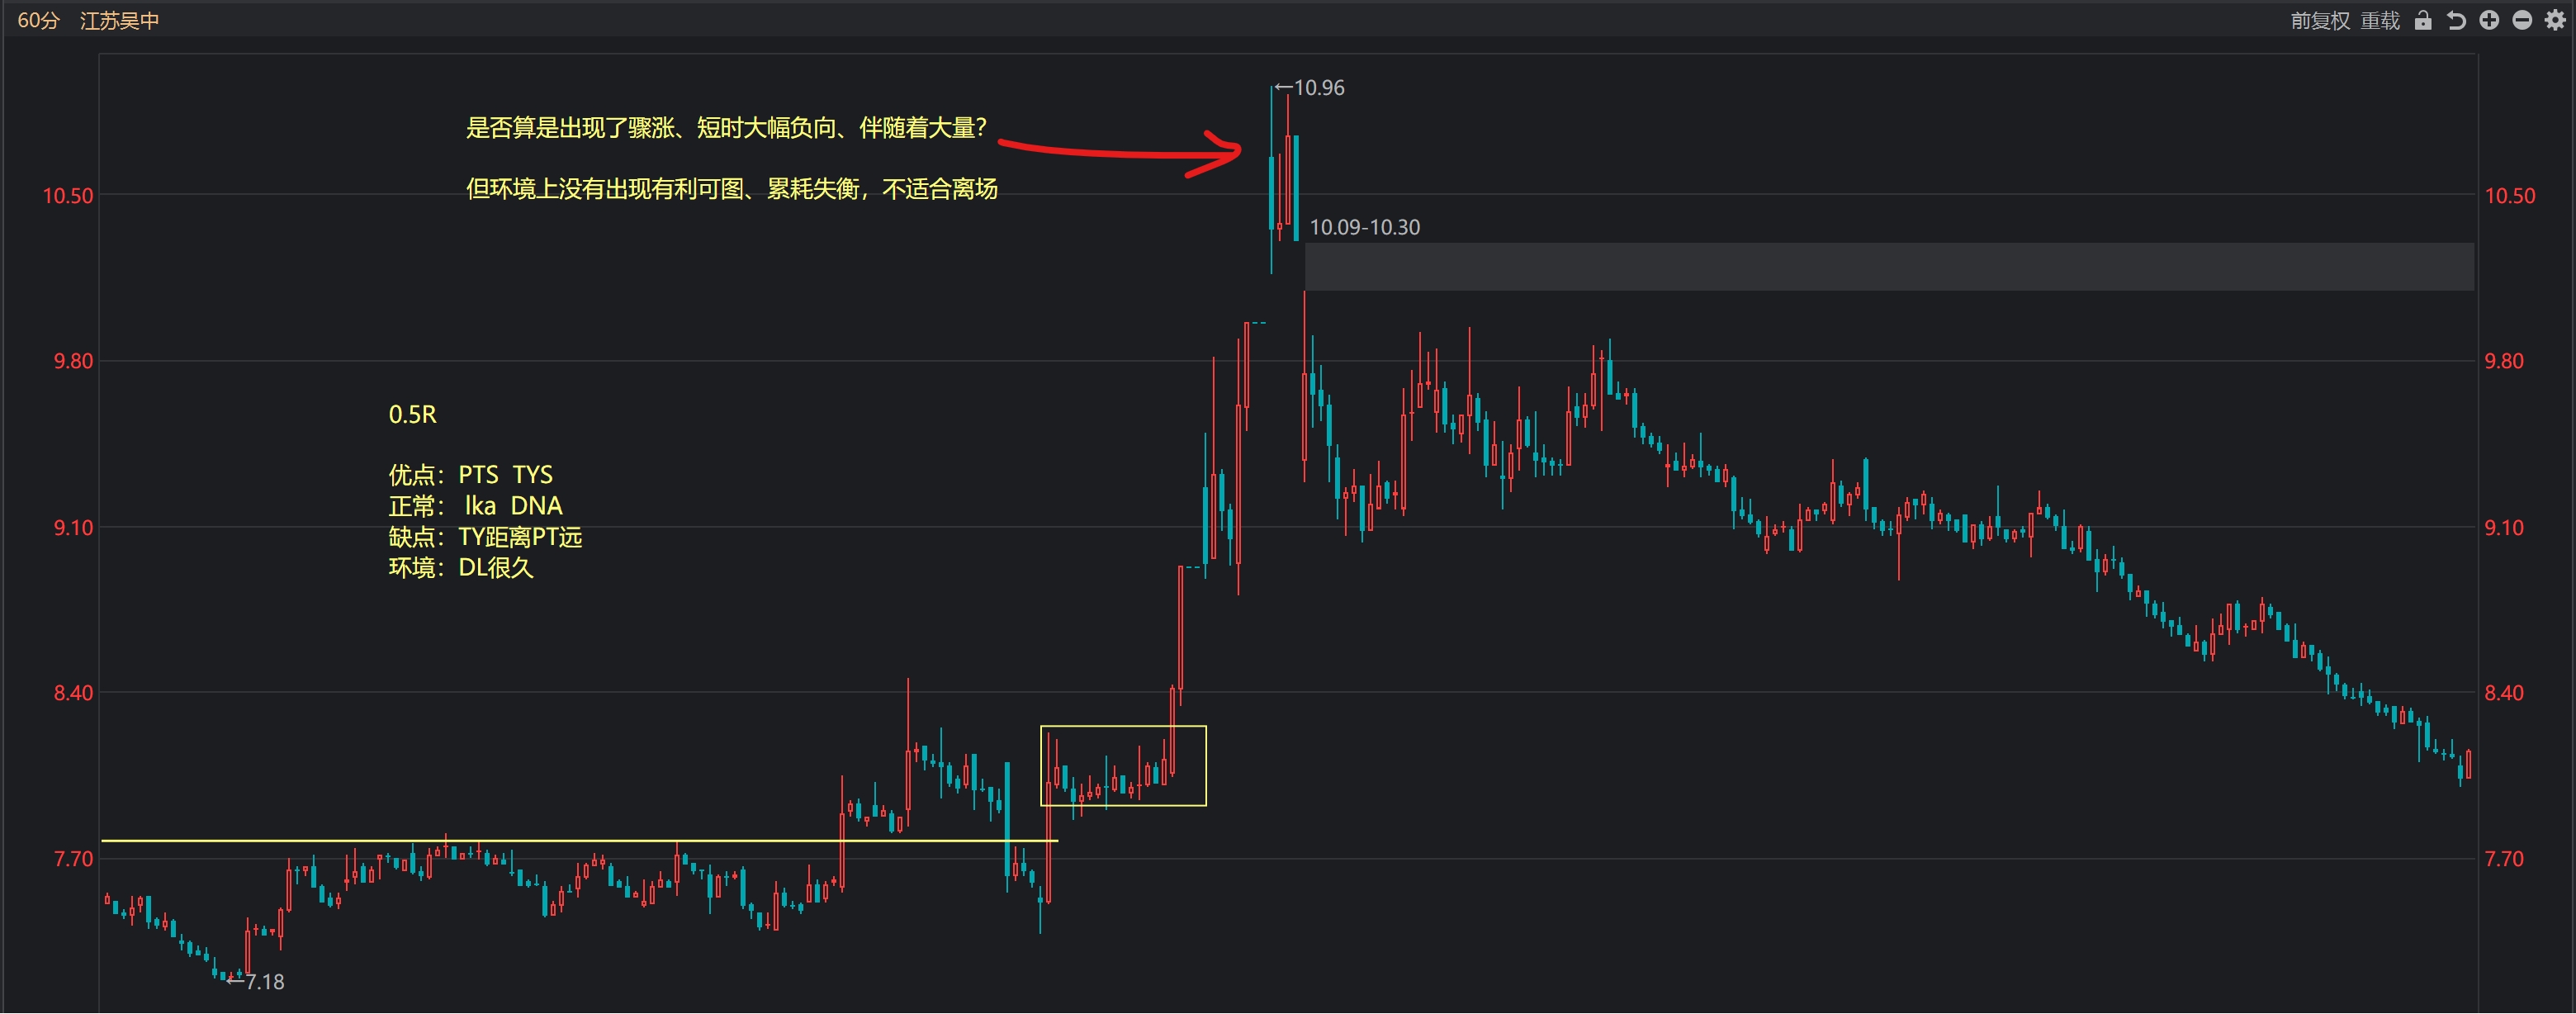 60分 江苏吴中
前复权 重载
←10.96
是否算是出现了骤涨、短时大幅负向、伴随着大量?
但环境上没有出现有利可图、累耗失衡，不适合离场
10.50 10.50
10.09-10.30
9.80 9.80
0.5R
优点：PTS TYS
正常： lka DNA
9.10 9.10
缺点：TY距离PT远
环境：DL很久
8.40 8.40
7.70 7.70
←7.18